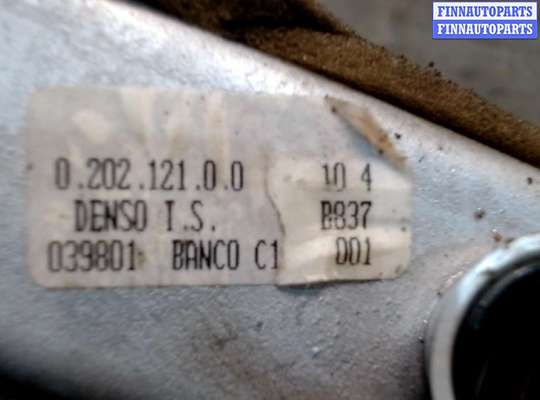 FINNAUTOPARTS
FINNAUTOPARTS
0.202.121.0.0 10 4
DENSO T.S. B837
039801 BANCO C1 001